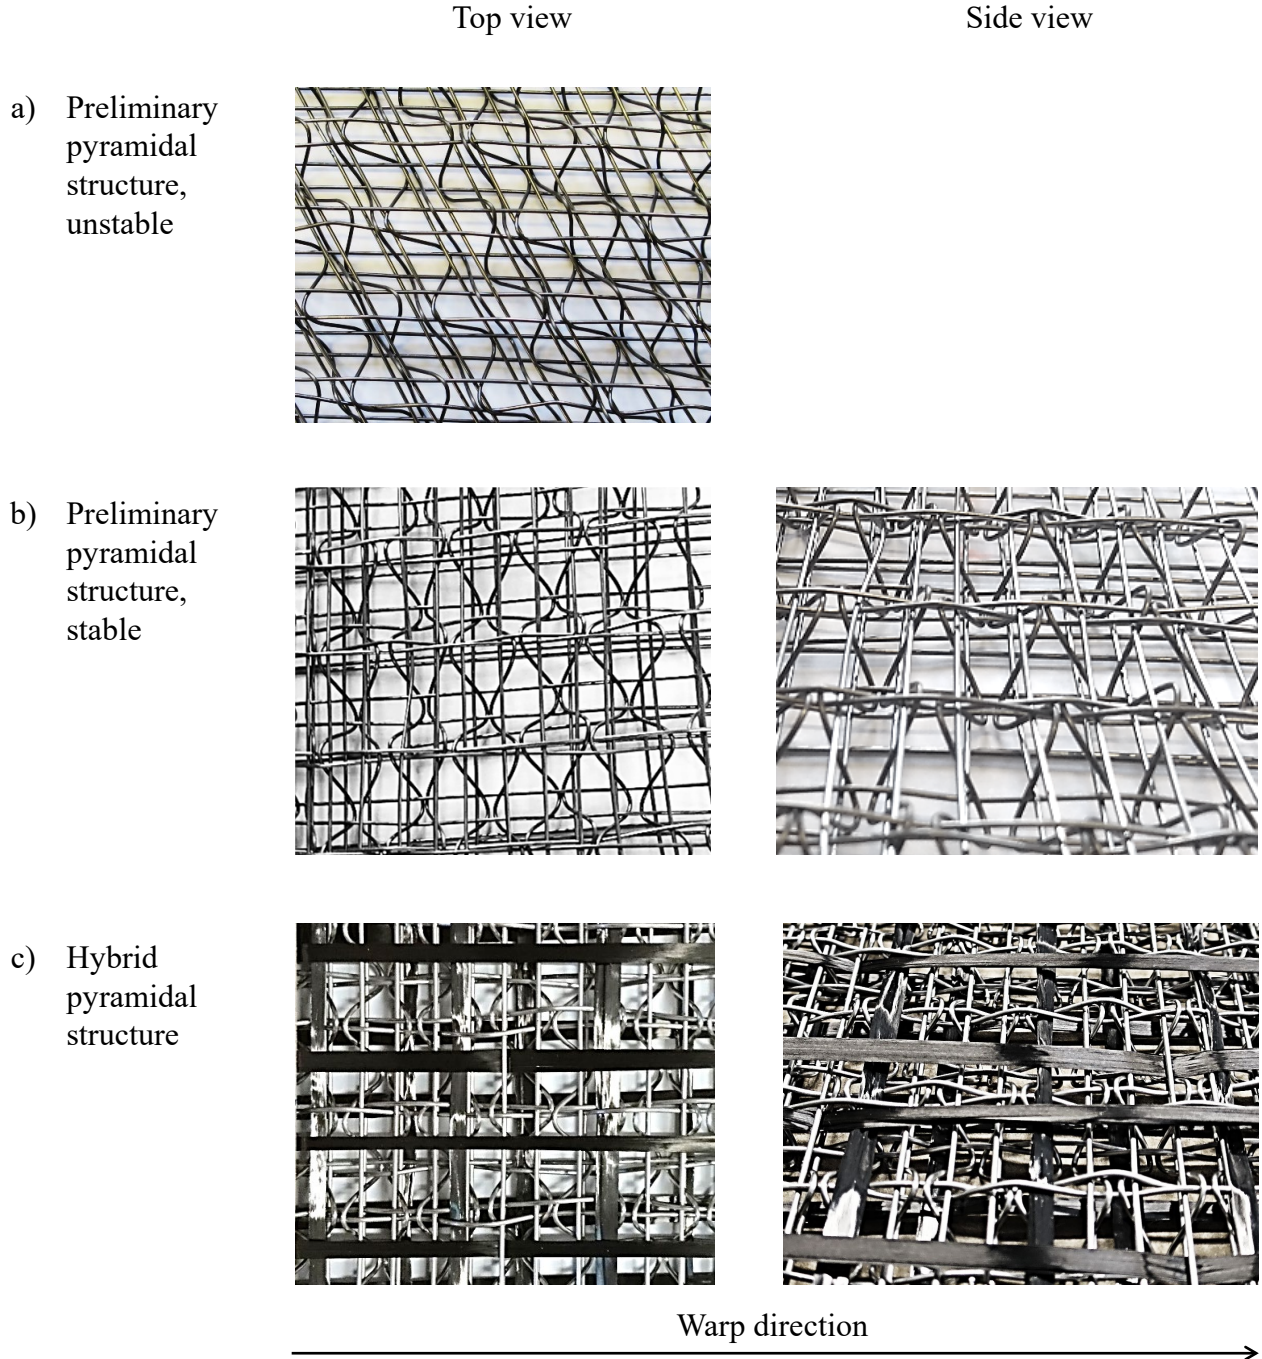 Top view
Side view
a) Preliminary
pyramidal
structure,
unstable
b) Preliminary
pyramidal
structure,
stable
c) Hybrid
pyramidal
structure
Warp direction